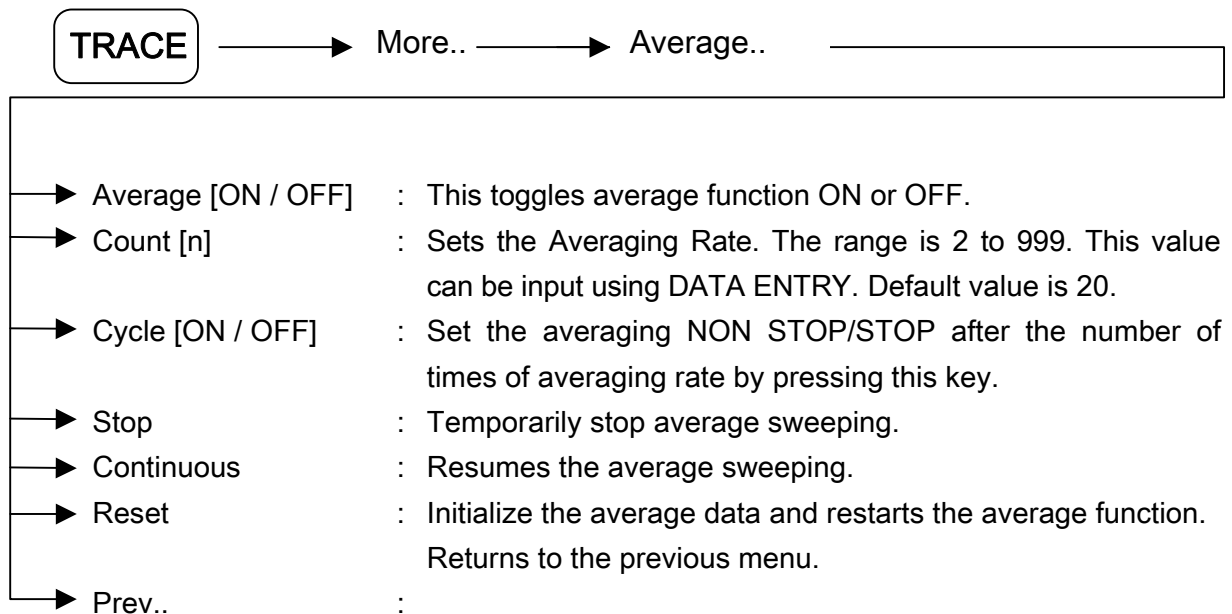 TRACE More.. Average..
Average [ON / OFF] : This toggles average function ON or OFF.
Count [n] : Sets the Averaging Rate. The range is 2 to 999. This value
can be input using DATA ENTRY. Default value is 20.
Cycle [ON / OFF] : Set the averaging NON STOP/STOP after the number of
times of averaging rate by pressing this key.
Stop : Temporarily stop average sweeping.
Continuous : Resumes the average sweeping.
Reset : Initialize the average data and restarts the average function.
Returns to the previous menu.
Prev.. :